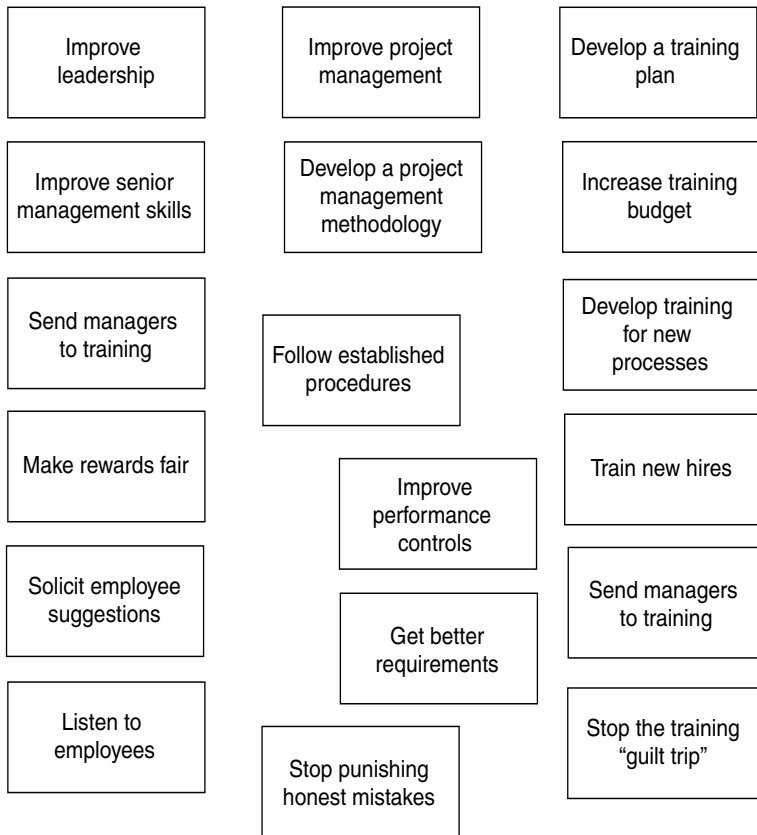 Improve
leadership
Improve project
management
Develop a training
plan
Improve senior
management skills
Develop a project
management
methodology
Increase training
budget
Send managers
to training
Follow established
procedures
Develop training
for new
processes
Make rewards fair
Improve
performance
controls
Train new hires
Solicit employee
suggestions
Get better
requirements
Send managers
to training
Listen to
employees
Stop punishing
honest mistakes
Stop the training
“guilt trip”